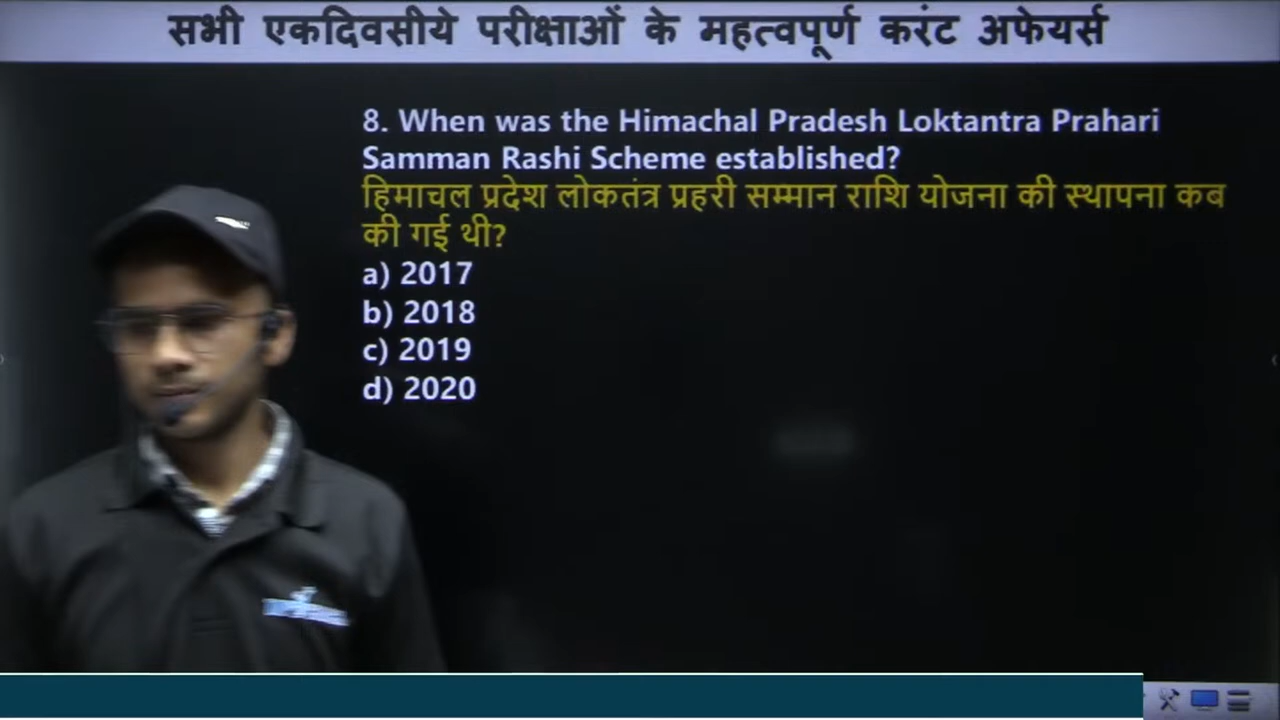 सभी एकदिवसीये परीक्षाओं के महत्वपूर्ण करंट अफेयर्स
8. When was the Himachal Pradesh Loktantra Prahari
Samman Rashi Scheme established?
हिमाचल प्रदेश लोकतंत्र प्रहरी सम्मान राशि योजना की स्थापना कब
की गई थी?
a) 2017
b) 2018
c) 2019
d) 2020